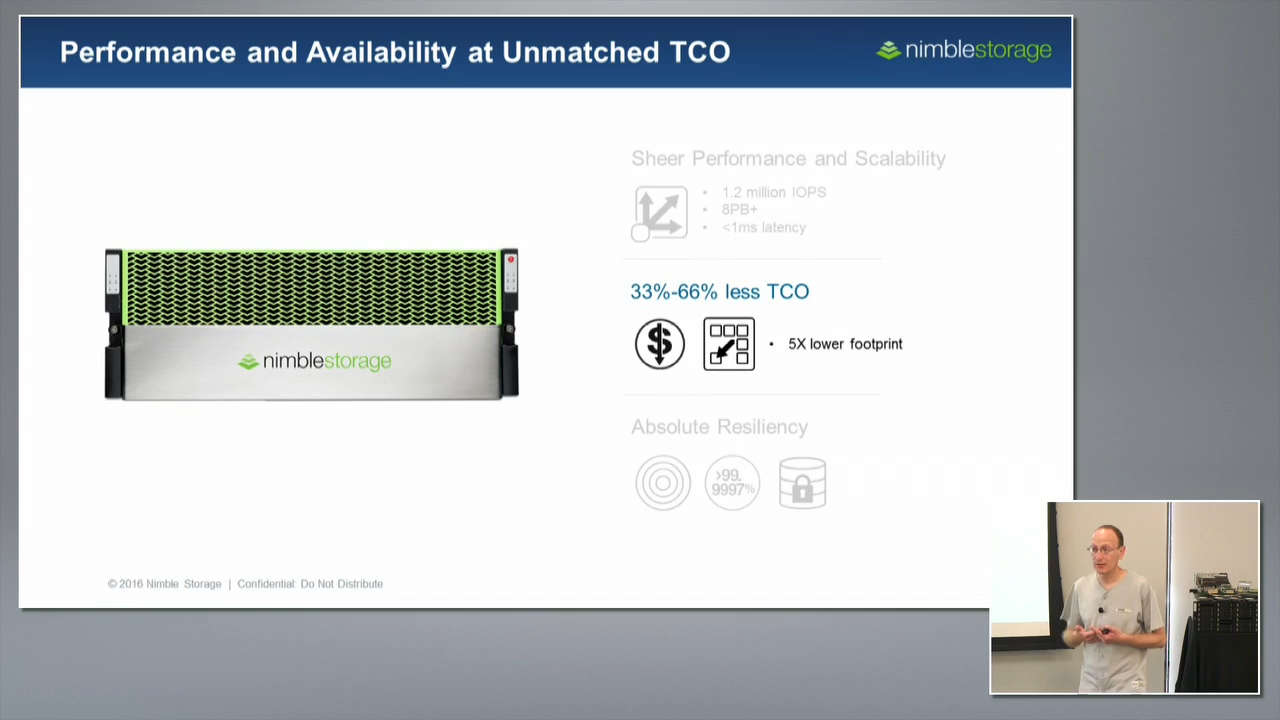 Performance and Availability at Unmatched TCO
nimblestorage
Sheer Performance and Scalability
• 1.2 million IOPS
• 8PB+
• <1ms latency
33%-66% less TCO
$
• 5X lower footprint
nimblestorage
Absolute Resiliency
>99.
9997%
© 2016 Nimble Storage | Confidential: Do Not Distribute